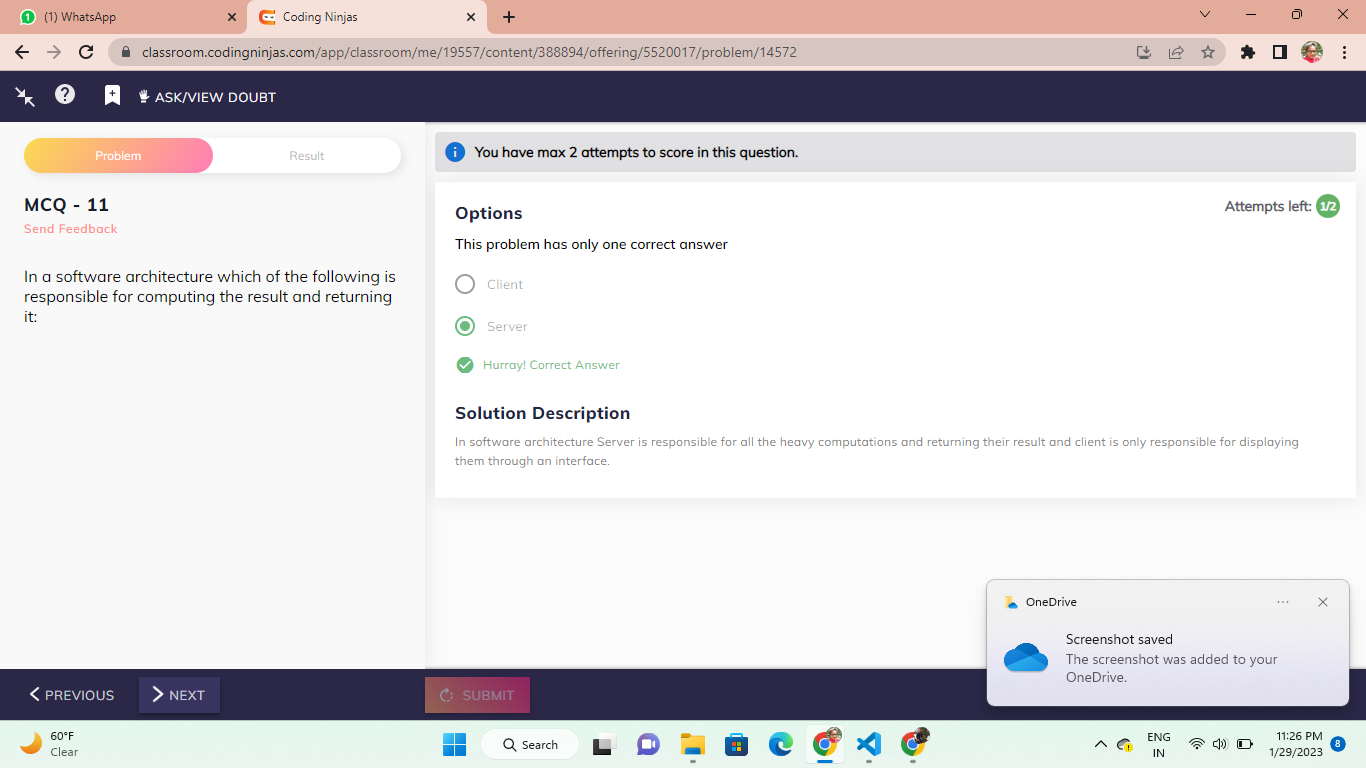 (1) WhatsApp
Coding Ninjas
classroom.codingninjas.com/app/classroom/me/19557/content/388894/offering/5520017/problem/14572
ASK/VIEW DOUBT
Problem
Result
MCQ - 11
Send Feedback
In a software architecture which of the following is
responsible for computing the result and returning
it:
You have max 2 attempts to score in this question.
Options
Attempts left: 1/2
This problem has only one correct answer
Client
Server
Hurray! Correct Answer
Solution Description
In software architecture Server is responsible for all the heavy computations and returning their result and client is only responsible for displaying
them through an interface.
OneDrive
Screenshot saved
The screenshot was added to your
OneDrive.
PREVIOUS
NEXT
SUBMIT
60°F
Clear
Search
ENG
IN
11:26 PM
1/29/2023
8